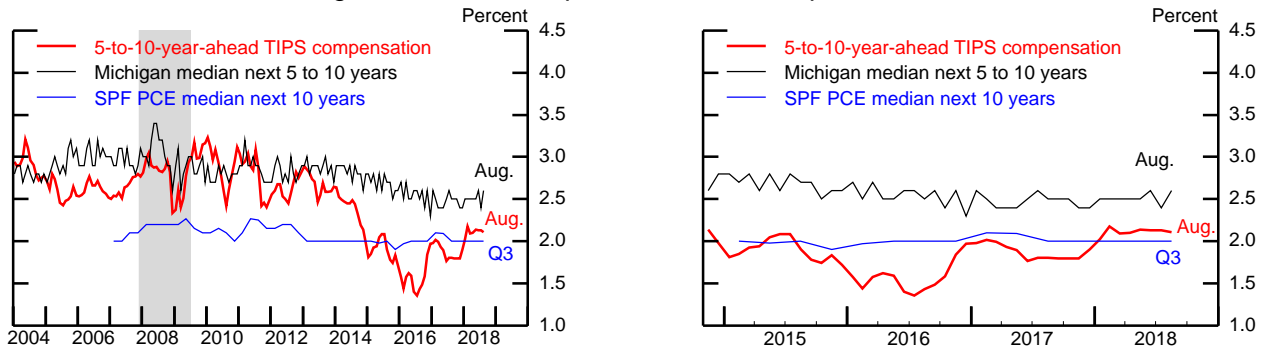 Percent
4.5
5-to-10-year-ahead TIPS compensation
Michigan median next 5 to 10 years
4.0
SPF PCE median next 10 years
3.5
3.0
Aug.
2.5
Aug.
2.0
Q3
1.5
1.0
2004 2006 2008 2010 2012 2014 2016 2018
Percent
4.5
5-to-10-year-ahead TIPS compensation
Michigan median next 5 to 10 years
4.0
SPF PCE median next 10 years
3.5
3.0
Aug.
2.5
Aug.
2.0
Q3
1.5
1.0
2015 2016 2017 2018